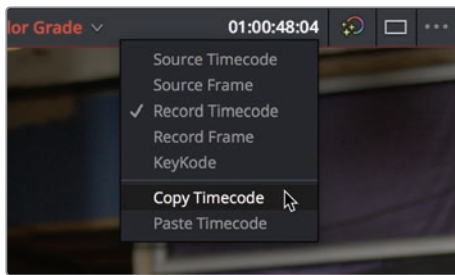 lor Grade
01:00:48:04
Source Timecode
Source Frame
Record Timecode
Record Frame
KeyKode
Copy Timecode
Paste Timecode